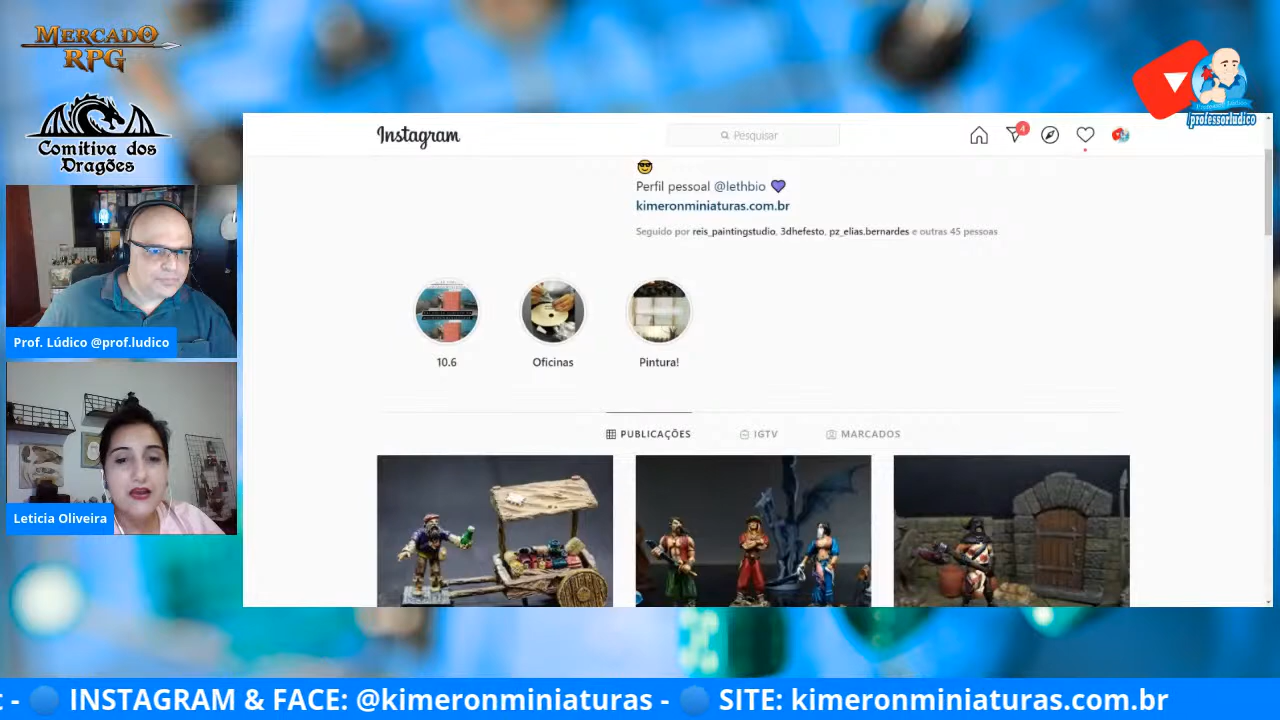 MERCADO
RPG
Comitiva dos
Dragões
/professorludico
Instagram
Pesquisar
4
Perfil pessoal @lethbio
kimeronminiaturas.com.br
Seguido por reis_paintingstudio, 3dhefesto, pz_elias.bernardes e outras 45 pessoas
10.6
Oficinas
Pintura!
PUBLICAÇÕES
IGTV
MARCADOS
Prof. Lúdico @prof.ludico
Leticia Oliveira
- INSTAGRAM & FACE: @kimeronminiaturas - SITE: kimeronminiaturas.com.br